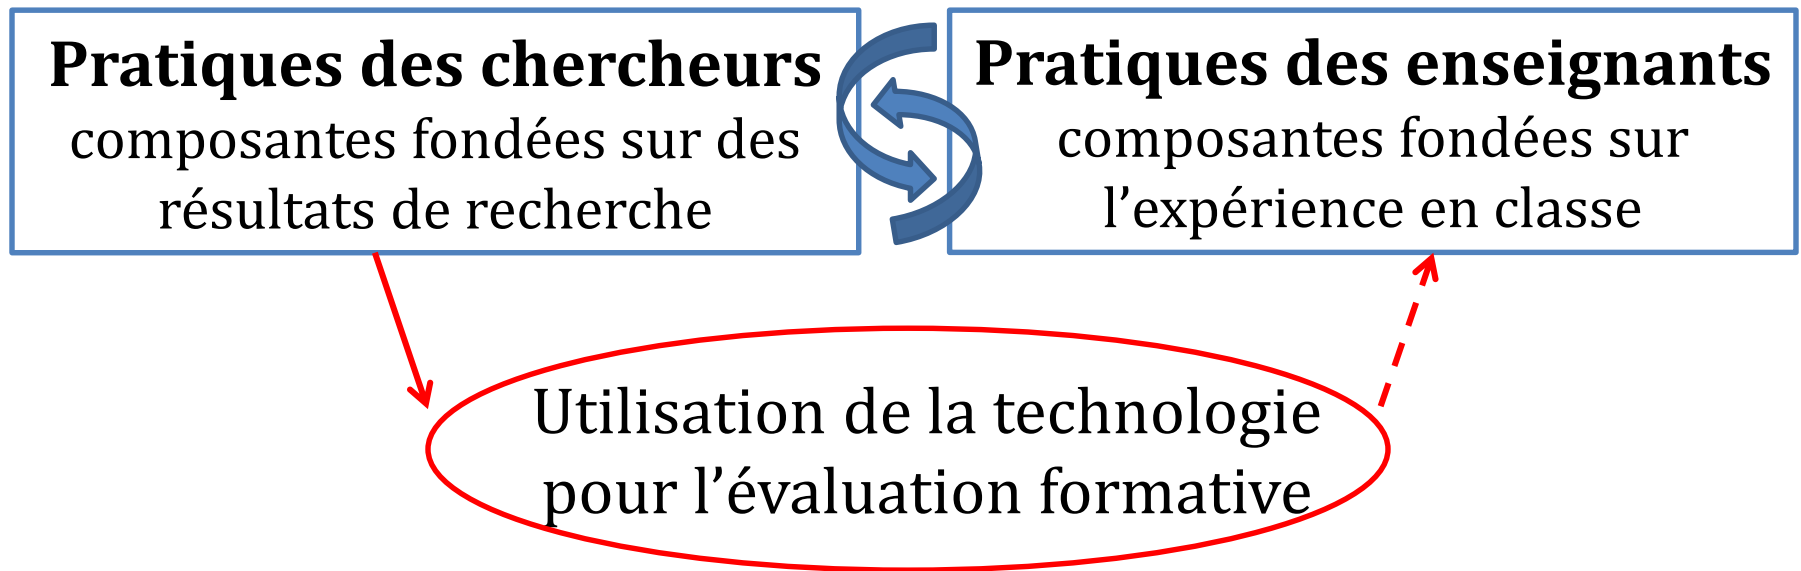 Pratiques des chercheurs
composantes fondées sur des
résultats de recherche
Pratiques des enseignants
composantes fondées sur
l’expérience en classe
Utilisation de la technologie
pour l’évaluation formative